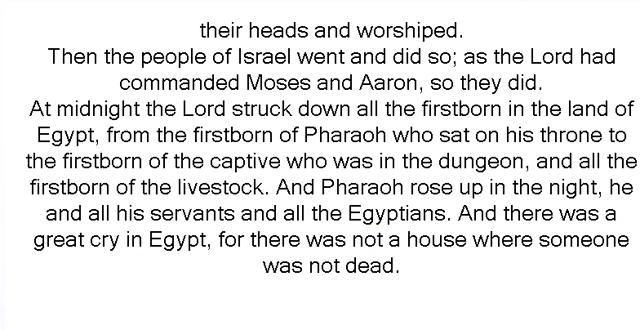 their heads and worshiped.
Then the people of Israel went and did so; as the Lord had
commanded Moses and Aaron, so they did.
At midnight the Lord struck down all the firstborn in the land of
Egypt, from the firstborn of Pharaoh who sat on his throne to
the firstborn of the captive who was in the dungeon, and all the
firstborn of the livestock. And Pharaoh rose up in the night, he
and all his servants and all the Egyptians. And there was a
great cry in Egypt, for there was not a house where someone
was not dead.